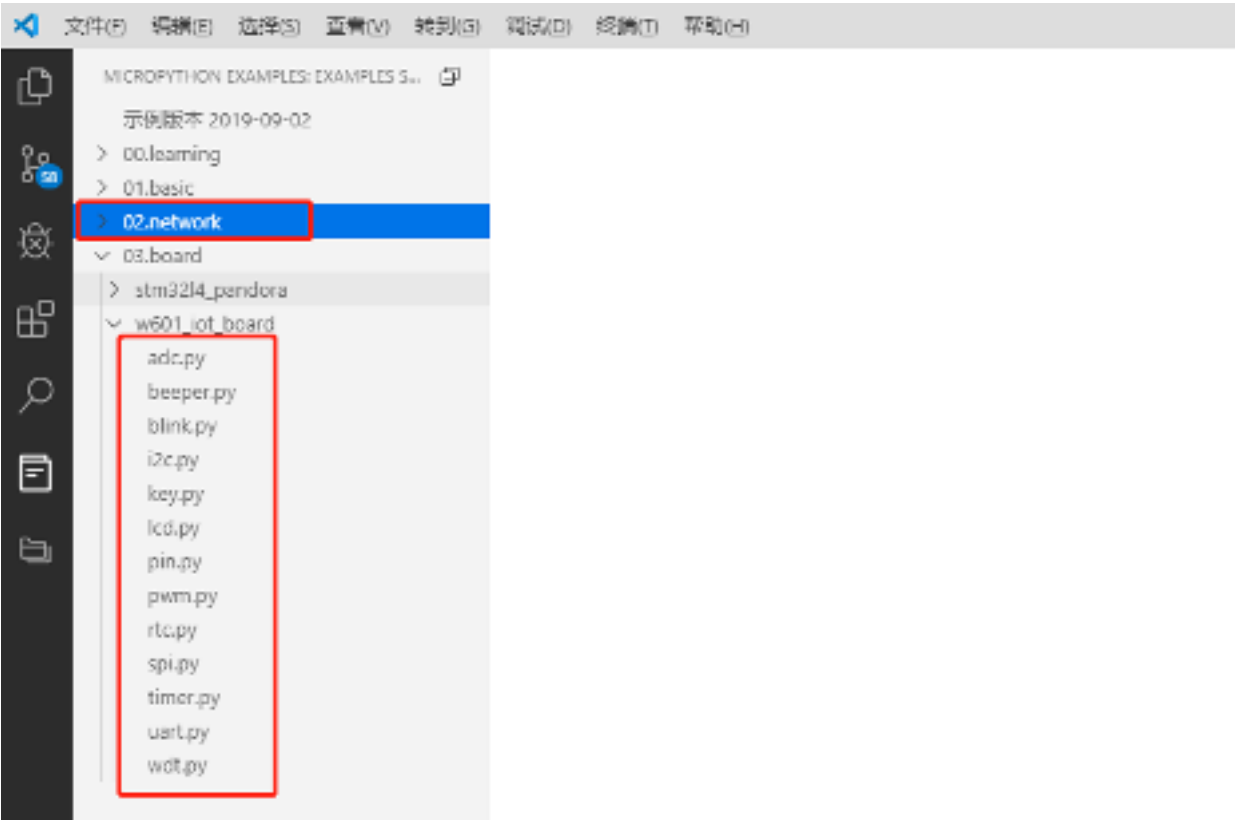 文件(F) 编辑(E) 选择(S) 查看(V) 转到(G) 调试(D) 终端(T) 帮助(H)
MICROPYTHON EXAMPLES: EXAMPLES S...
示例版本 2019-09-02
00.learning
01.basic
02.network
03.board
stm32l4_pandora
w601_iot_board
adc.py
beeper.py
blink.py
i2c.py
key.py
lcd.py
pin.py
pwm.py
rtc.py
spi.py
timer.py
uart.py
wdt.py